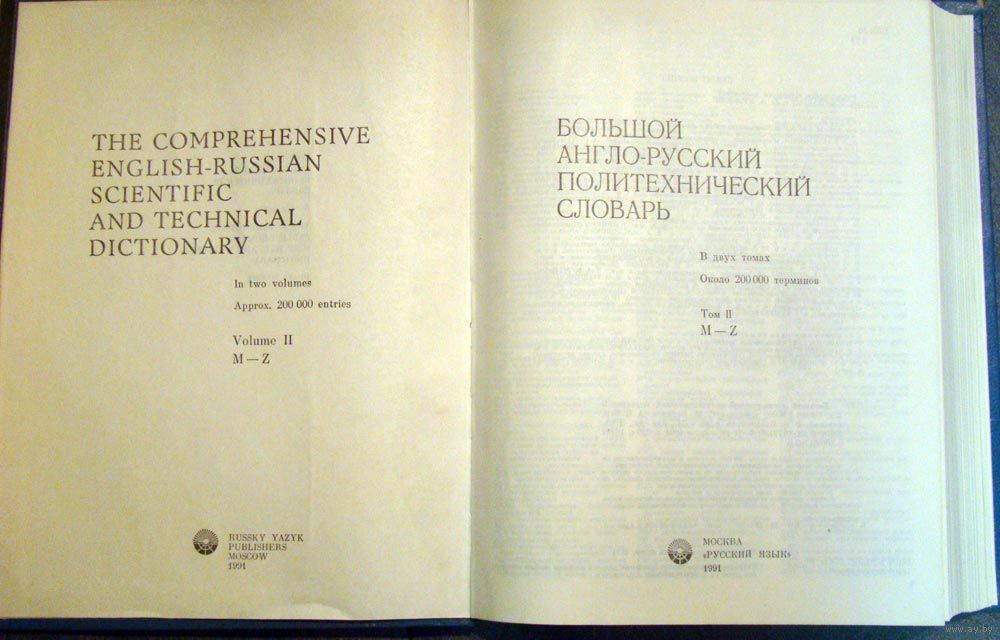 THE COMPREHENSIVE
ENGLISH-RUSSIAN
SCIENTIFIC
AND TECHNICAL
DICTIONARY
In two volumes
Approx. 200 000 entries
Volume II
M — Z
RUSSKY YAZYK
PUBLISHERS
MOSCOW
1991
БОЛЬШОЙ
АНГЛО-РУССКИЙ
ПОЛИТЕХНИЧЕСКИЙ
СЛОВАРЬ
В двух томах
Около 200 000 терминов
Том II
M — Z
МОСКВА
«РУССКИЙ ЯЗЫК»
1991
www.ay.by